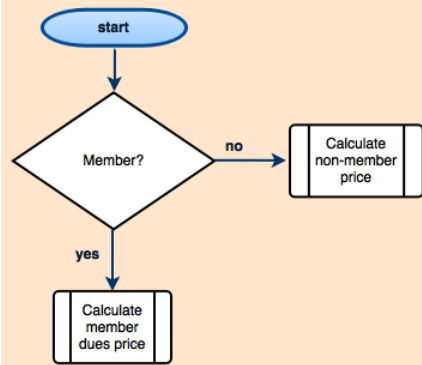 start
Member?
no
Calculate
non-member
price
yes
Calculate
member
dues price